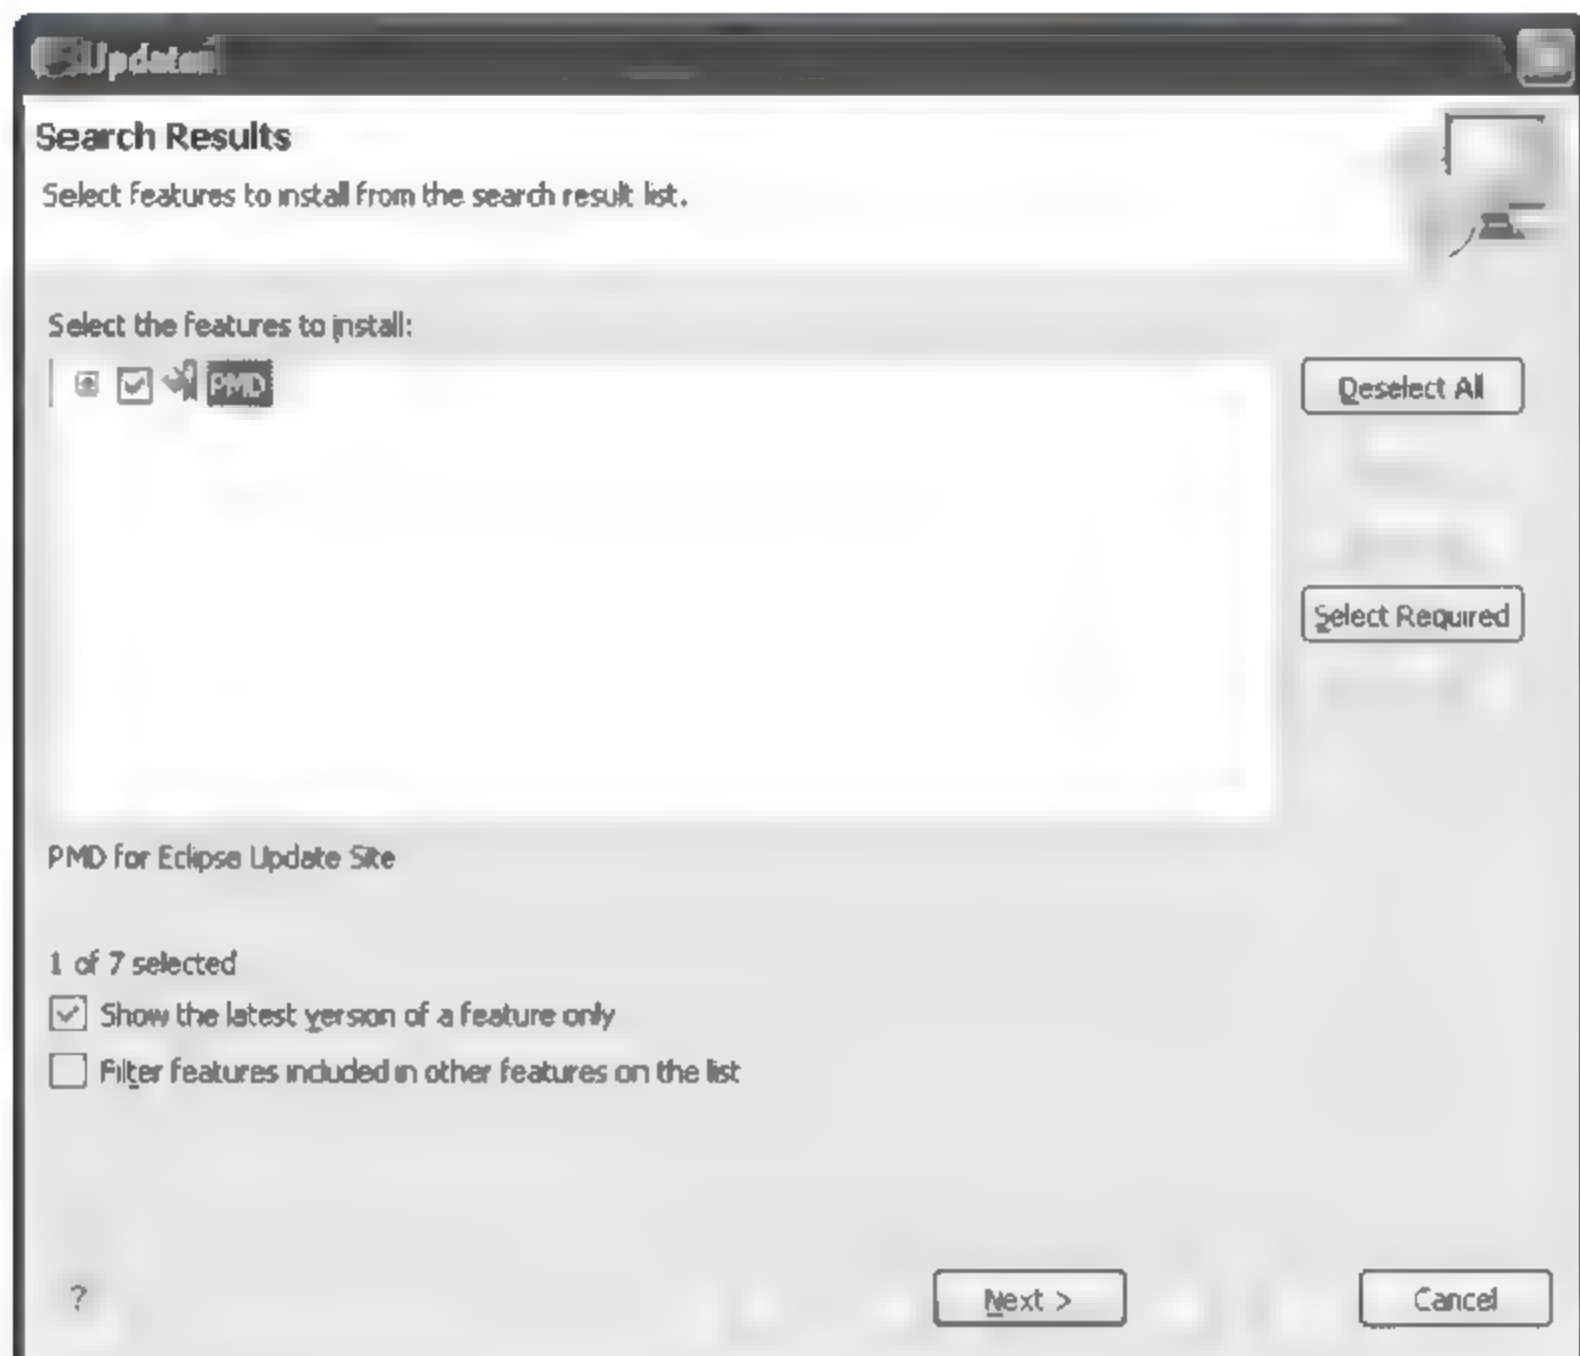 Updates
Search Results
Select features to install from the search result list.
Select the features to install:
PMD
Deselect All
Select Required
PMD for Eclipse Update Site
1 of 7 selected
Show the latest version of a feature only
Filter features included in other features on the list
?
Next >
Cancel